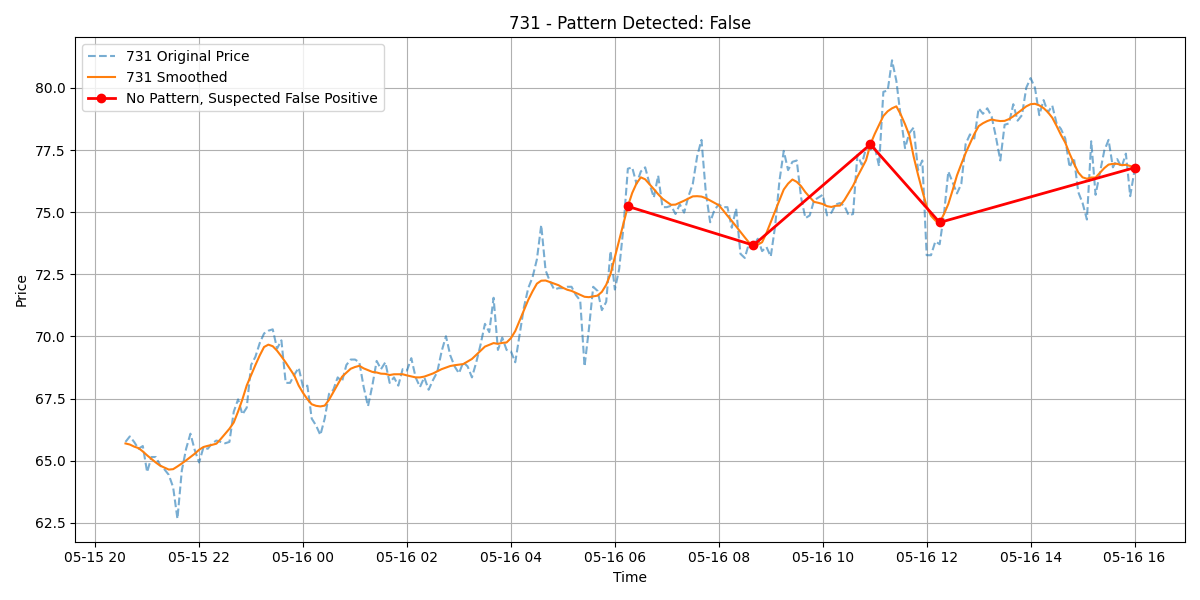 731 - Pattern Detected: False
731 Original Price
731 Smoothed
No Pattern, Suspected False Positive
Price
80.0
77.5
75.0
72.5
70.0
67.5
65.0
62.5
05-15 20 05-15 22 05-16 00 05-16 02 05-16 04 05-16 06 05-16 08 05-16 10 05-16 12 05-16 14 05-16 16
Time